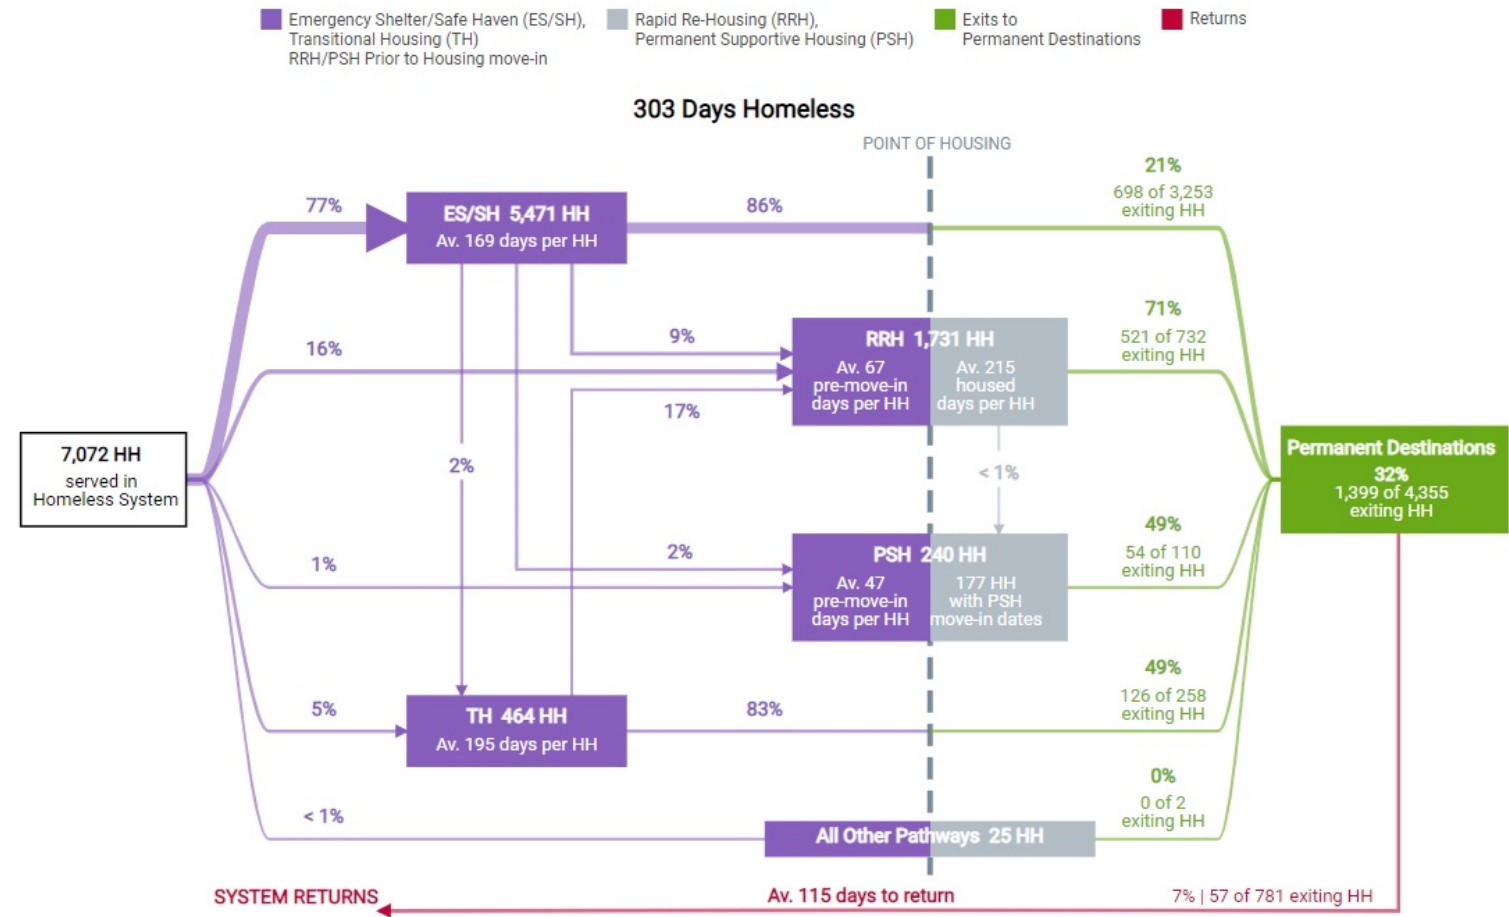 Emergency Shelter/Safe Haven (ES/SH),
Transitional Housing (TH)
RRH/PSH Prior to Housing move-in
Rapid Re-Housing (RRH),
Permanent Supportive Housing (PSH)
Exits to
Permanent Destinations
Returns
303 Days Homeless
POINT OF HOUSING
77%
ES/SH 5,471 HH
Av. 169 days per HH
86%
21%
698 of 3,253
exiting HH
16%
9%
17%
RRH 1,731 HH
Av. 67
pre-move-in
days per HH
Av. 215
housed
days per HH
71%
521 of 732
exiting HH
7,072 HH
served in
Homeless System
2%
< 1%
Permanent Destinations
32%
1,399 of 4,355
exiting HH
1%
2%
PSH 240 HH
Av. 47
pre-move-in
days per HH
177 HH
with PSH
move-in dates
49%
54 of 110
exiting HH
5%
TH 464 HH
Av. 195 days per HH
83%
49%
126 of 258
exiting HH
< 1%
All Other Pathways 25 HH
0%
0 of 2
exiting HH
SYSTEM RETURNS
Av. 115 days to return
7% | 57 of 781 exiting HH